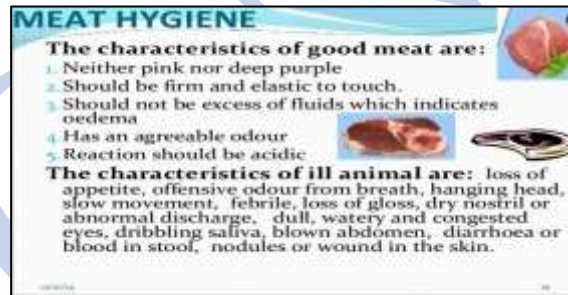 MEAT HYGIENE
The characteristics of good meat are:
1. Neither pink nor deep purple
2. Should be firm and elastic to touch.
3. Should not be excess of fluids which indicates
oedema
4. Has an agreeable odour
5. Reaction should be acidic
The characteristics of ill animal are: loss of
appetite, offensive odour from breath, hanging head,
slow movement, febrile, loss of gloss, dry nostril or
abnormal discharge, dull, watery and congested
eyes, dribbling saliva, blown abdomen, diarrhoea or
blood in stool, nodules or wound in the skin.